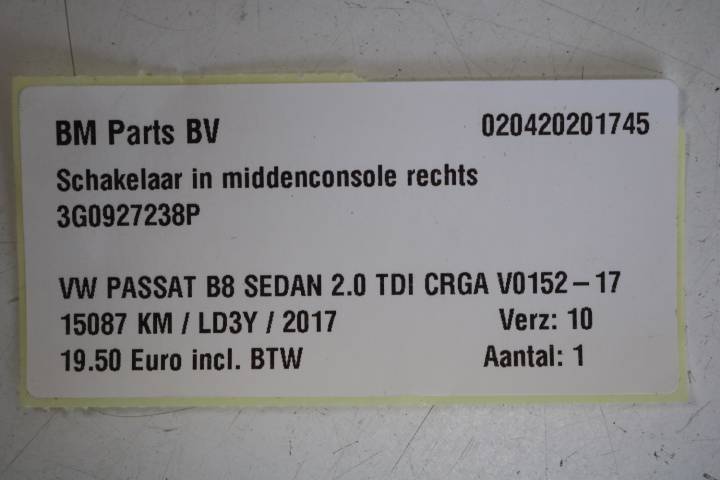 BM Parts BV 020420201745
Schakelaar in middenconsole rechts
3G0927238P
VW PASSAT B8 SEDAN 2.0 TDI CRGA V0152-17
15087 KM / LD3Y / 2017 Verz: 10
19.50 Euro incl. BTW Aantal: 1